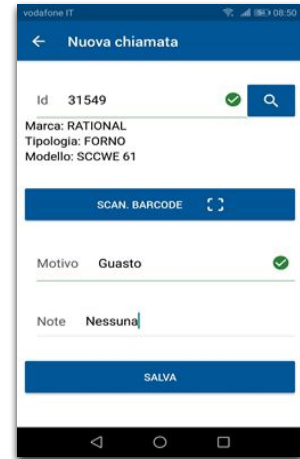 vodafone IT 08:50
Nuova chiamata
Id 31549
Marca: RATIONAL
Tipologia: FORNO
Modello: SCCWE 61
SCAN. BARCODE
Motivo Guasto
Note Nessuna
SALVA